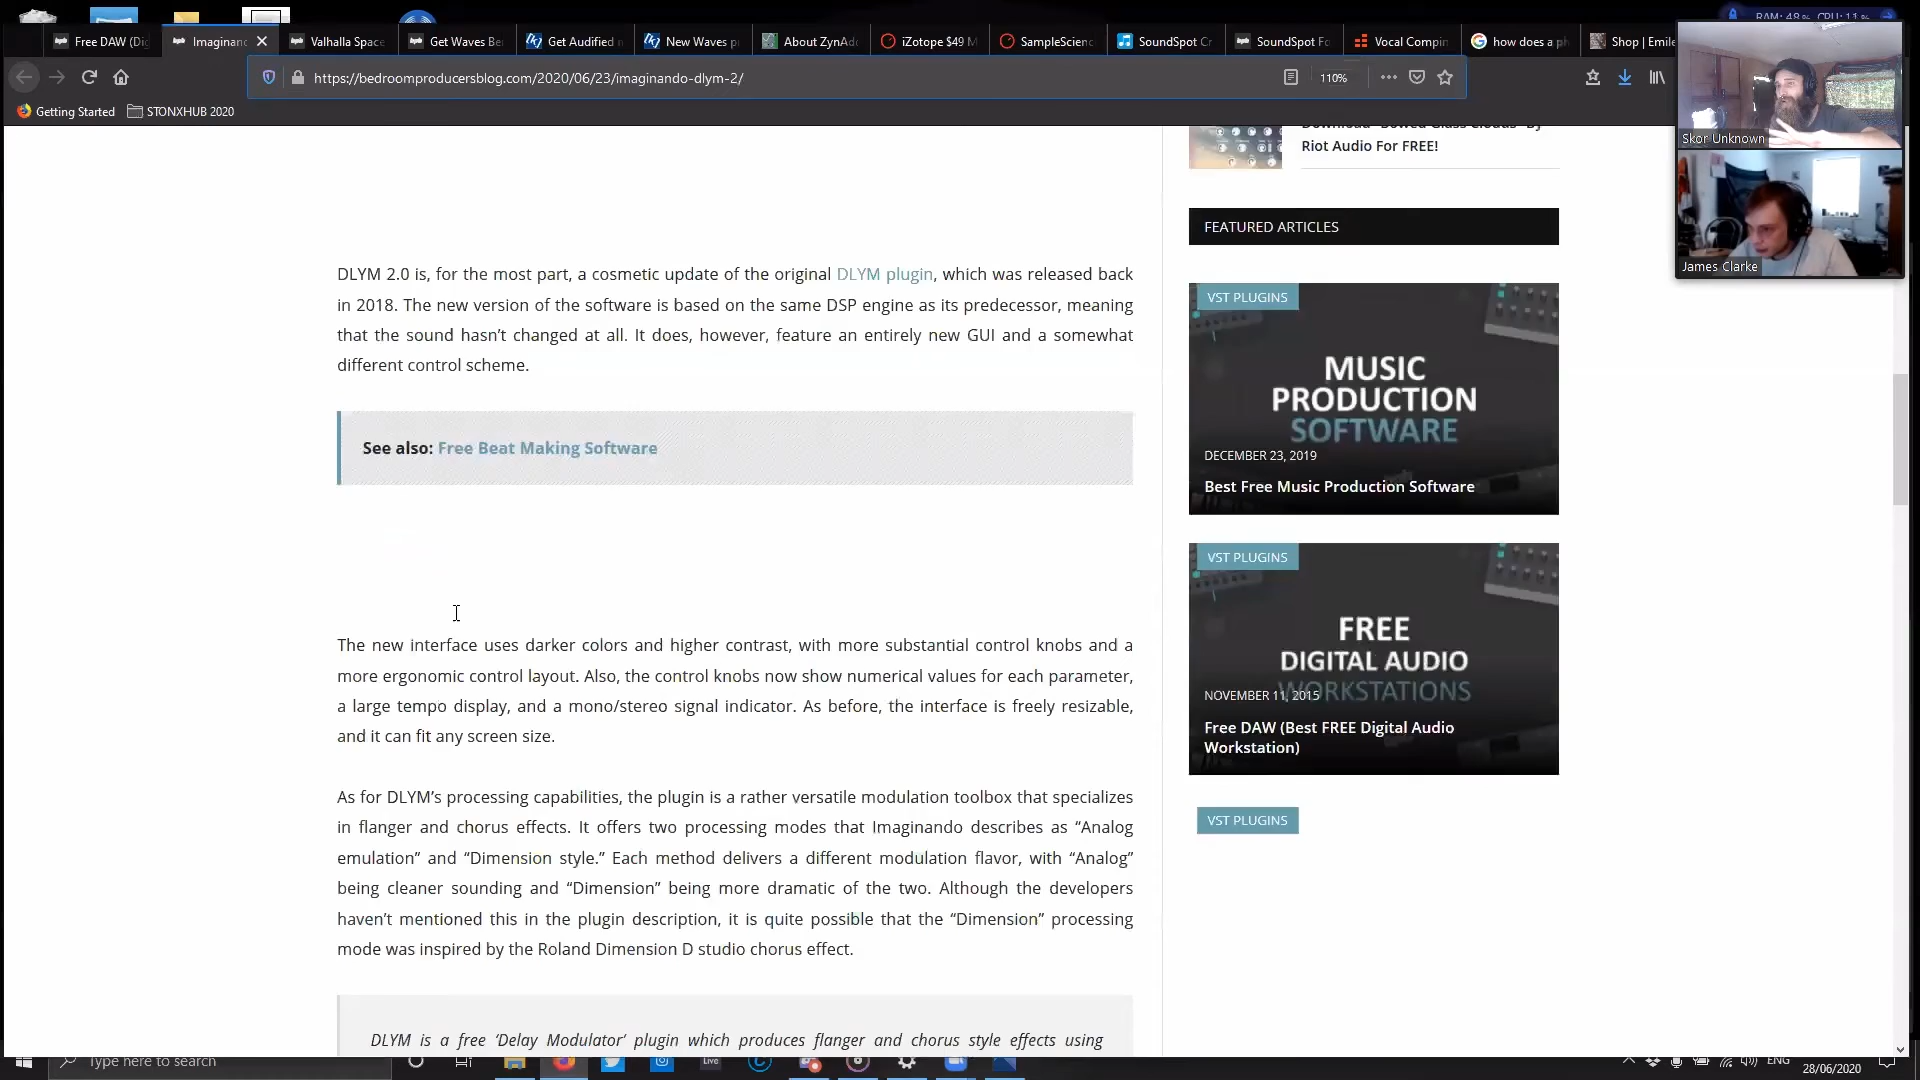 Free DAW (Di
Imaginan
Valhalla Space
Get Waves Be
Get Audified
New Waves p
About ZynAd
iZotope $49 M
SampleScienc
SoundSpot Cr
SoundSpot Fo
Vocal Compin
how does a p
Shop | Emile
https://bedroomproducersblog.com/2020/06/23/imaginando-dlym-2/
110%
Getting Started
STONXHUB 2020
Skor Unknown
James Clarke
DLYM 2.0 is, for the most part, a cosmetic update of the original DLYM plugin, which was released back
in 2018. The new version of the software is based on the same DSP engine as its predecessor, meaning
that the sound hasn’t changed at all. It does, however, feature an entirely new GUI and a somewhat
different control scheme.
See also: Free Beat Making Software
The new interface uses darker colors and higher contrast, with more substantial control knobs and a
more ergonomic control layout. Also, the control knobs now show numerical values for each parameter,
a large tempo display, and a mono/stereo signal indicator. As before, the interface is freely resizable,
and it can fit any screen size.
As for DLYM’s processing capabilities, the plugin is a rather versatile modulation toolbox that specializes
in flanger and chorus effects. It offers two processing modes that Imaginando describes as “Analog
emulation” and “Dimension style.” Each method delivers a different modulation flavor, with “Analog”
being cleaner sounding and “Dimension” being more dramatic of the two. Although the developers
haven’t mentioned this in the plugin description, it is quite possible that the “Dimension” processing
mode was inspired by the Roland Dimension D studio chorus effect.
DLYM is a free ‘Delay Modulator’ plugin which produces flanger and chorus style effects using
Download “Bowed Glass Clouds” By
Riot Audio For FREE!
FEATURED ARTICLES
VST PLUGINS
MUSIC
PRODUCTION
SOFTWARE
DECEMBER 23, 2019
Best Free Music Production Software
VST PLUGINS
FREE
DIGITAL AUDIO
WORKSTATIONS
NOVEMBER 11, 2015
Free DAW (Best FREE Digital Audio
Workstation)
VST PLUGINS
Type here to search
Live
ENG
28/06/2020